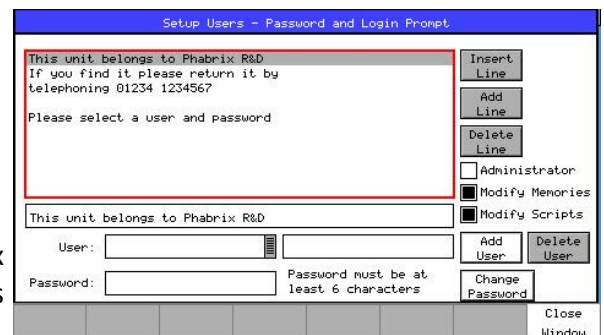 Setup Users - Password and Login Prompt
This unit belongs to Phabrix R&D
If you find it please return it by
telephoning 01234 1234567
Please select a user and password
Insert
Line
Add
Line
Delete
Line
Administrator
Modify Memories
Modify Scripts
This unit belongs to Phabrix R&D
User:
Add
User
Delete
User
Password:
Password must be at
least 6 characters
Change
Password
Close
Window